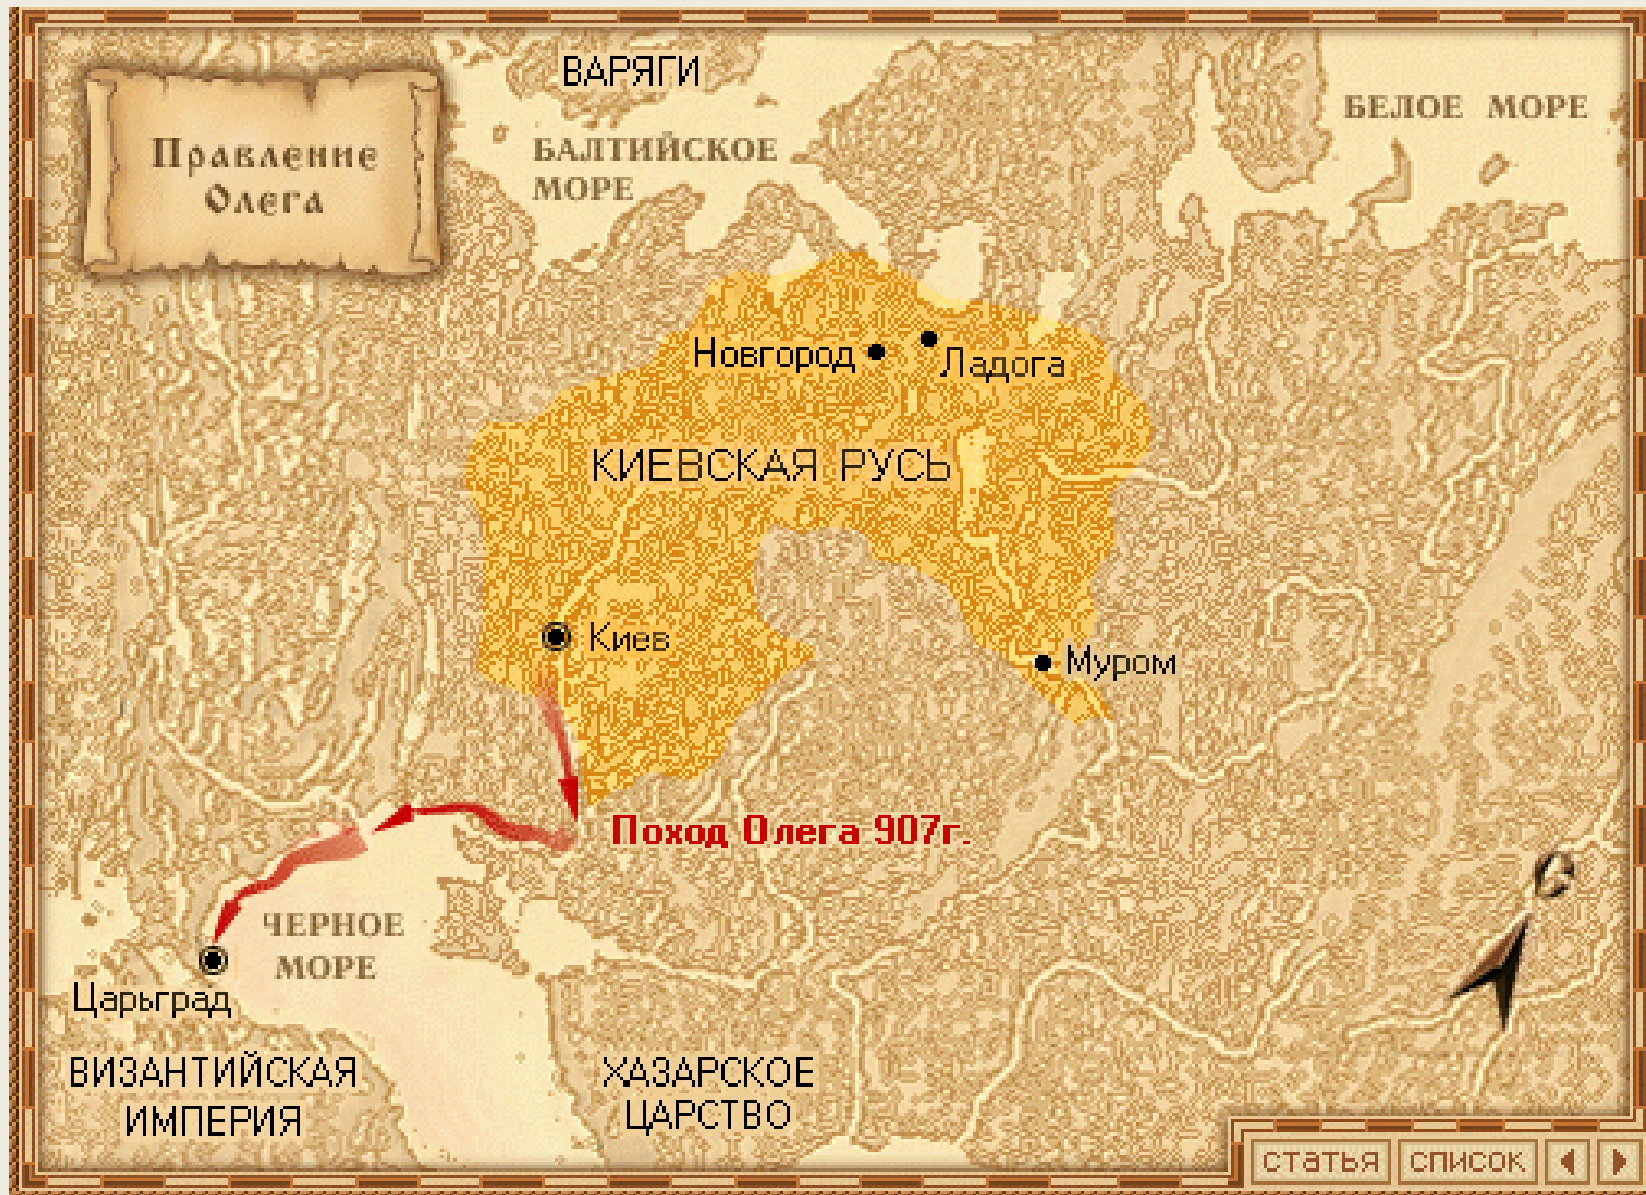 ВАРЯГИ
БЕЛОЕ МОРЕ
Правление
Олега
БАЛТИЙСКОЕ
МОРЕ
Новгород
Ладога
КИЕВСКАЯ РУСЬ
Киев
Муром
Поход Олега 907г.
С
ЧЕРНОЕ
МОРЕ
Царьград
ВИЗАНТИЙСКАЯ
ИМПЕРИЯ
ХАЗАРСКОЕ
ЦАРСТВО
статья
список